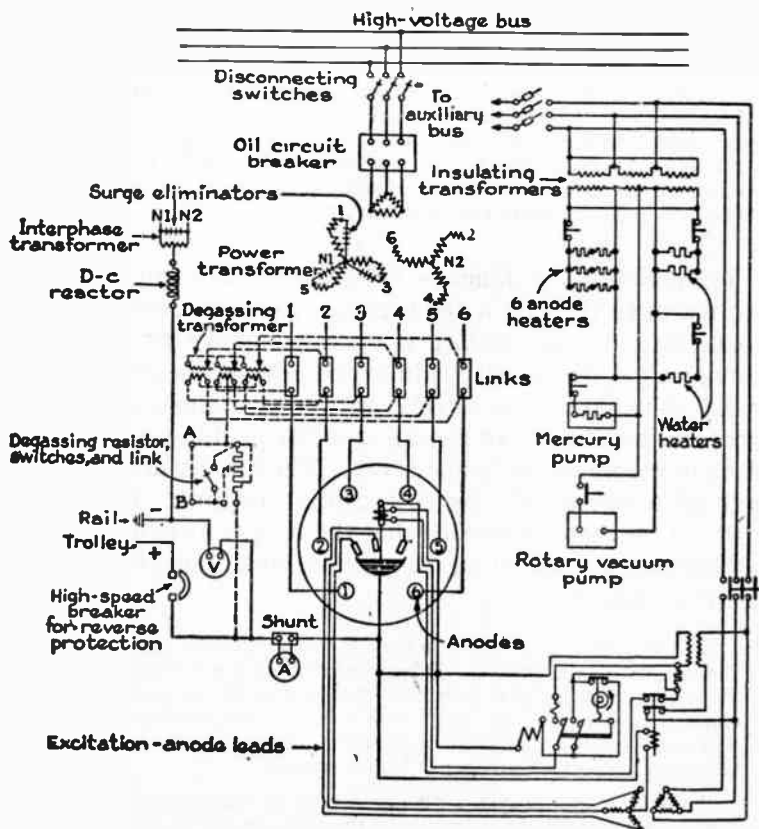 High-voltage bus
Disconnecting
switches
To
auxiliary
bus
Oil circuit
breaker
Insulating
transformers
Surge eliminators
N1 N2
1
Interphase
transformer
Power
transformer
N1
5
3
6
2
N2
4
D-c
reactor
6 anode
heaters
Degassing
transformer
1 2 3 4 5 6
Links
Water
heaters
Mercury
pump
Degassing resistor,
switches, and link
A
B
3
4
2
5
1
6
Rail
-
Trolley
+
V
Rotary vacuum
pump
High-speed
breaker
for reverse
protection
Shunt
A
Anodes
Excitation-anode leads